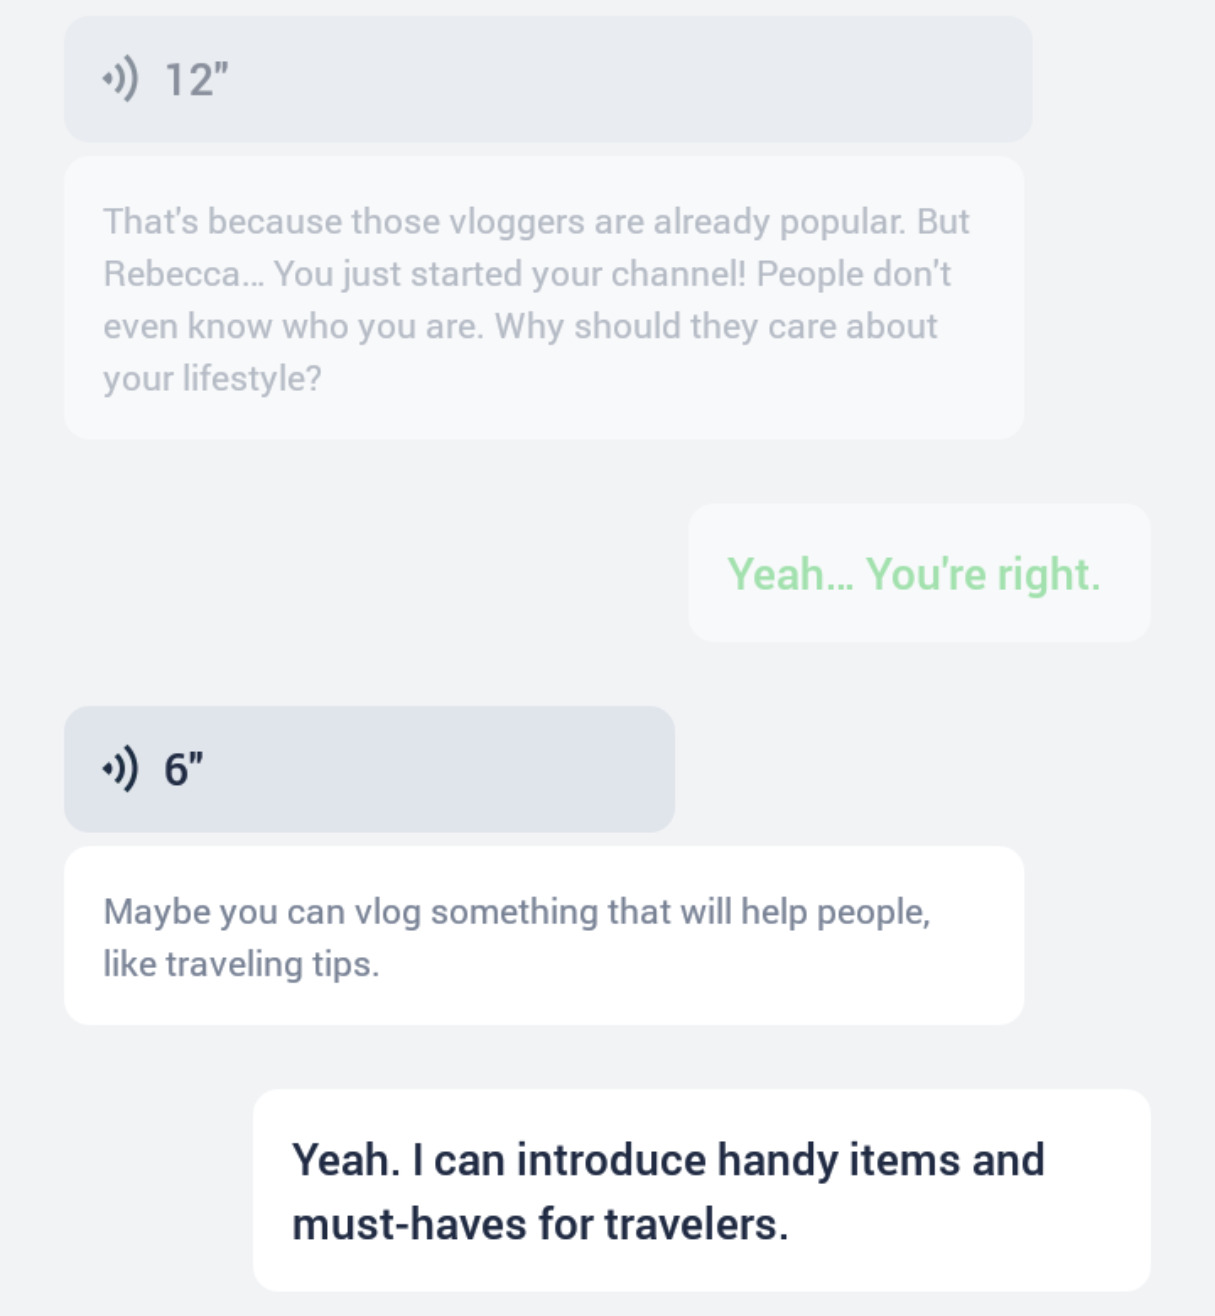 12"
That's because those vloggers are already popular. But
Rebecca... You just started your channel! People don't
even know who you are. Why should they care about
your lifestyle?
Yeah... You're right.
6"
Maybe you can vlog something that will help people,
like traveling tips.
Yeah. I can introduce handy items and
must-haves for travelers.